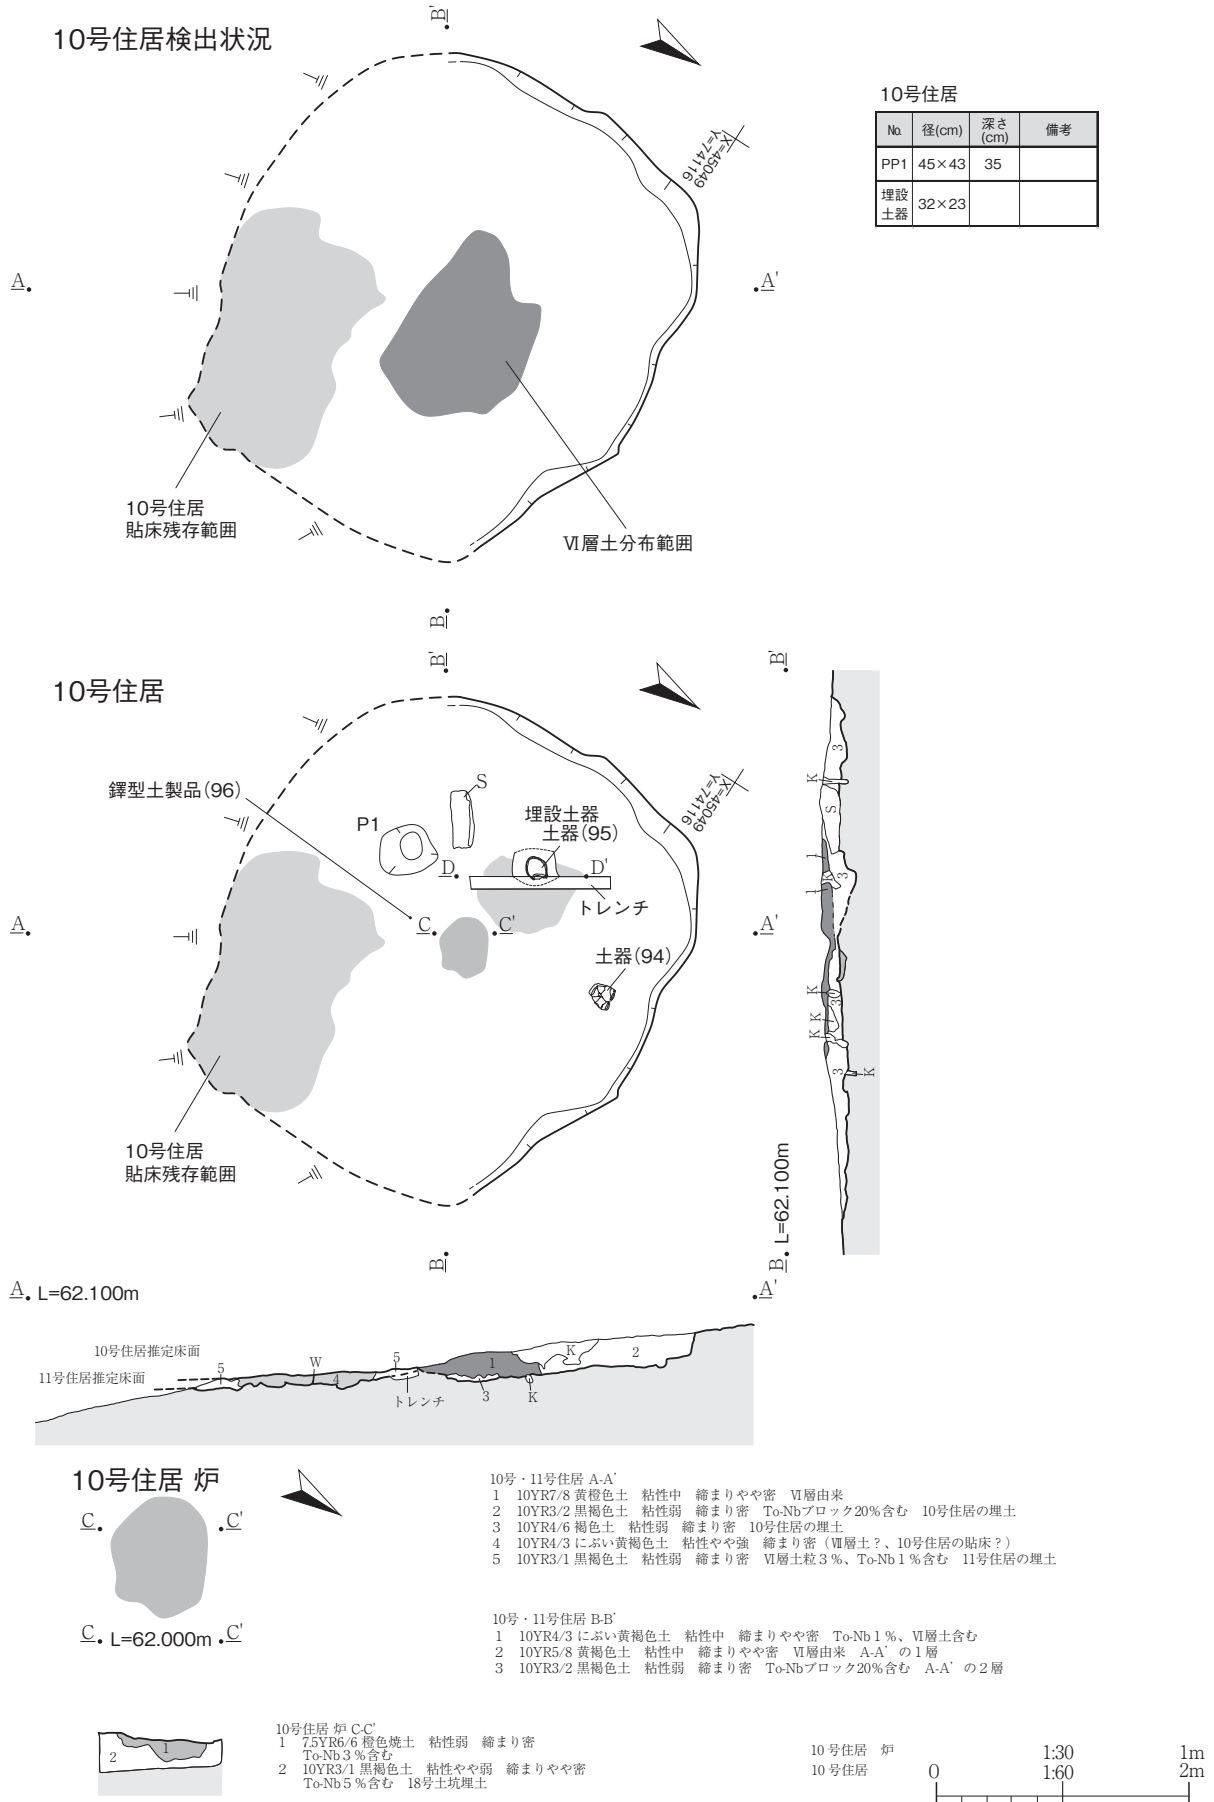 10号住居検出状況
B'
X=45049
Y=74116
10号住居
No. 径(cm) 深さ(cm) 備考
PP1 45×43 35
埋設土器 32×23
A
A'
10号住居
貼床残存範囲
Ⅵ層土分布範囲
B
10号住居
B'
B'
X=45049
Y=74116
鐸型土製品(96)
S
P1
埋設土器
土器(95)
D
D'
トレンチ
C
C'
A
A'
土器(94)
10号住居
貼床残存範囲
B
3
K
S
1
K
3
1
K
3
K
K
3
K
B L=62.100m
A L=62.100m
A'
10号住居推定床面
11号住居推定床面
5
W
4
5
トレンチ
1
3
K
K
2
10号住居 炉
C
C'
C L=62.000m C'
2
1
10号・11号住居 A-A'
1 10YR7/8 黄橙色土 粘性中 締まりやや密 Ⅵ層由来
2 10YR3/2 黒褐色土 粘性弱 締まり密 To-Nbブロック20%含む 10号住居の埋土
3 10YR4/6 褐色土 粘性弱 締まり密 10号住居の埋土
4 10YR4/3 にぶい黄褐色土 粘性やや強 締まり密（Ⅶ層土？、10号住居の貼床？）
5 10YR3/1 黒褐色土 粘性弱 締まり密 Ⅵ層土粒３%、To-Nb１%含む 11号住居の埋土
10号・11号住居 B-B'
1 10YR4/3 にぶい黄褐色土 粘性中 締まりやや密 To-Nb１%、Ⅵ層土含む
2 10YR5/8 黄褐色土 粘性中 締まりやや密 Ⅵ層由来 A-A'の１層
3 10YR3/2 黒褐色土 粘性弱 締まり密 To-Nbブロック20%含む A-A'の２層
10号住居 炉 C-C'
1 7.5YR6/6 橙色焼土 粘性弱 締まり密
To-Nb３%含む
2 10YR3/1 黒褐色土 粘性やや弱 締まりやや密
To-Nb５%含む 18号土坑埋土
10号住居 炉 1:30 1m
10号住居 0 1:60 2m